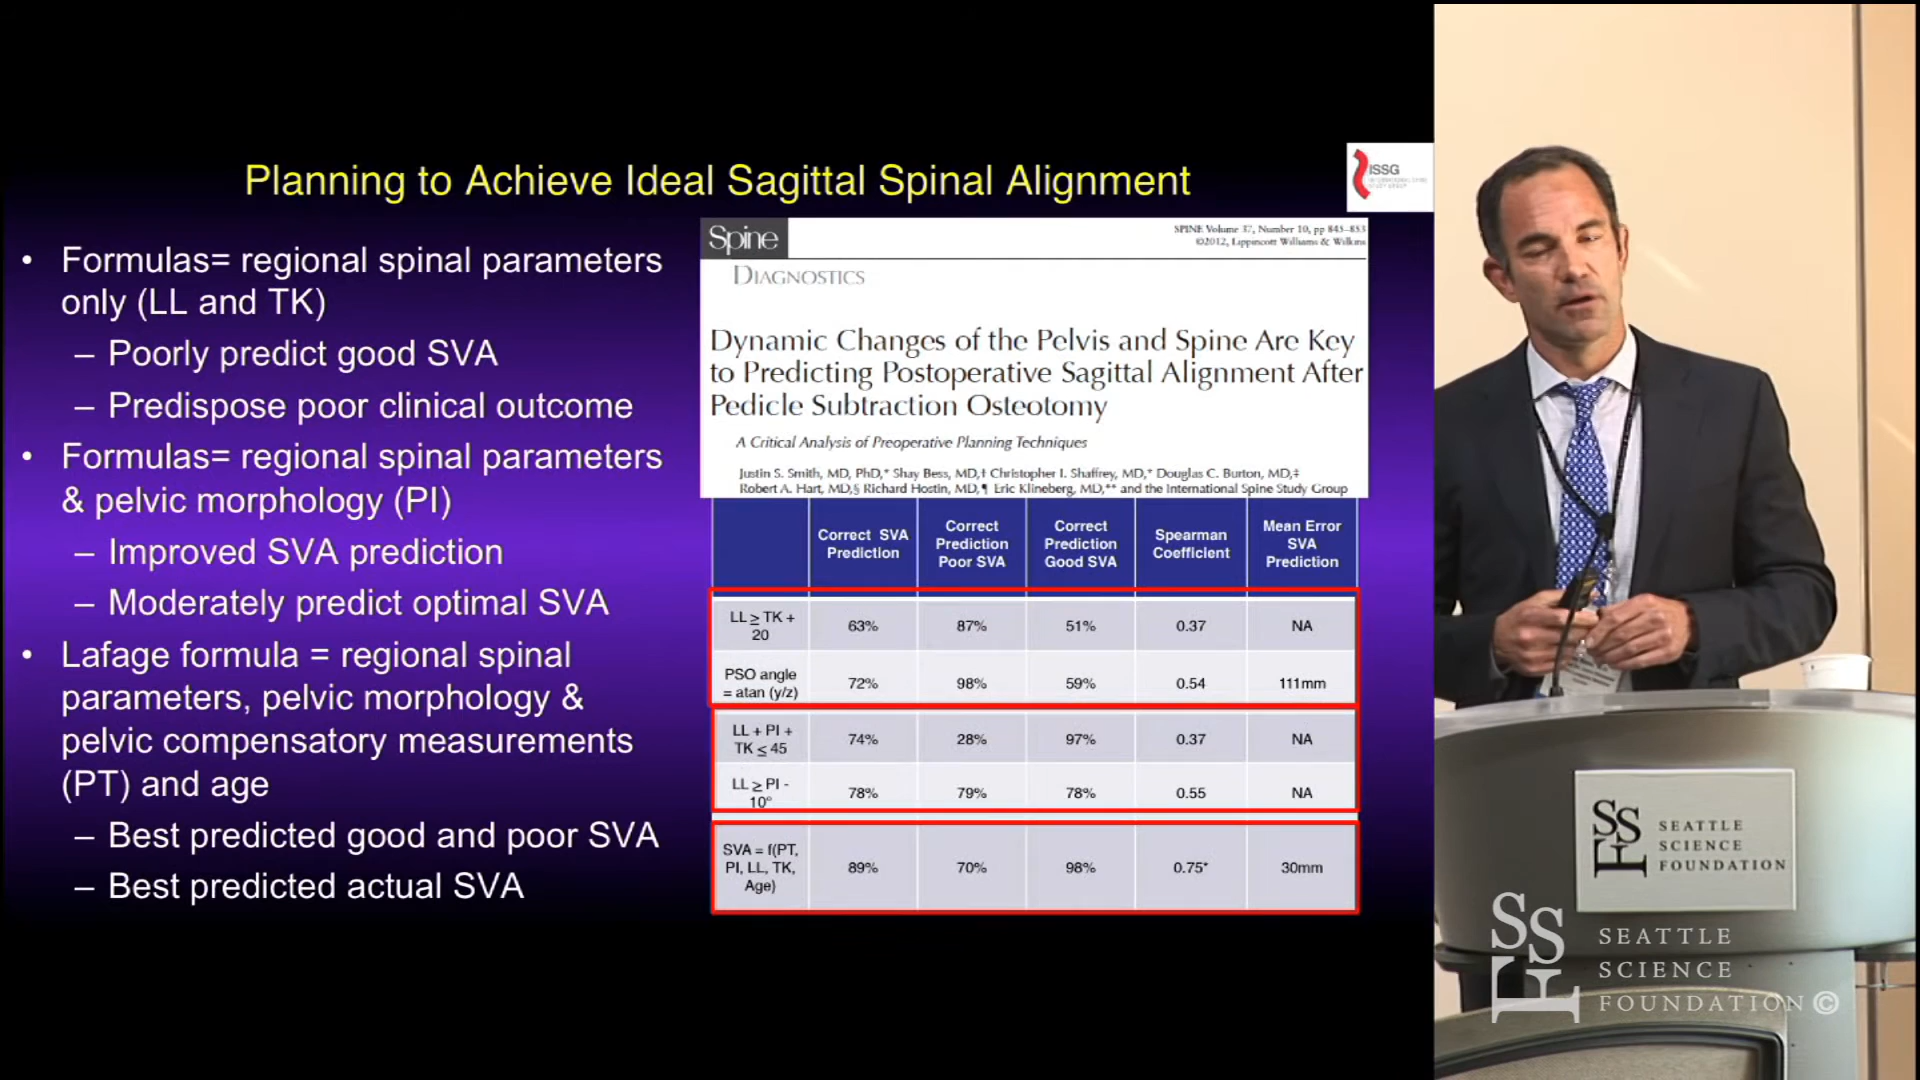 Planning to Achieve Ideal Sagittal Spinal Alignment
ISSG
• Formulas= regional spinal parameters
only (LL and TK)
– Poorly predict good SVA
– Predispose poor clinical outcome
• Formulas= regional spinal parameters
& pelvic morphology (PI)
– Improved SVA prediction
– Moderately predict optimal SVA
• Lafage formula = regional spinal
parameters, pelvic morphology &
pelvic compensatory measurements
(PT) and age
– Best predicted good and poor SVA
– Best predicted actual SVA
Spine
SPINE Volume 37, Number 10, pp 845–853
©2012, Lippincott Williams & Wilkins
DIAGNOSTICS
Dynamic Changes of the Pelvis and Spine Are Key
to Predicting Postoperative Sagittal Alignment After
Pedicle Subtraction Osteotomy
A Critical Analysis of Preoperative Planning Techniques
Justin S. Smith, MD, PhD,* Shay Bess, MD,† Christopher I. Shaffrey, MD,* Douglas C. Burton, MD,‡
Robert A. Hart, MD,§ Richard Hostin, MD,¶ Eric Klineberg, MD,** and the International Spine Study Group
Correct SVA Prediction
Correct Prediction Poor SVA
Correct Prediction Good SVA
Spearman Coefficient
Mean Error SVA Prediction
LL ≥ TK + 20 63% 87% 51% 0.37 NA
PSO angle = atan (y/z) 72% 98% 59% 0.54 111mm
LL + PI + TK ≤ 45 74% 28% 97% 0.37 NA
LL ≥ PI - 10° 78% 79% 78% 0.55 NA
SVA = f(PT, PI, LL, TK, Age) 89% 70% 98% 0.75* 30mm
SSF
SEATTLE
SCIENCE
FOUNDATION
SSF
SEATTLE
SCIENCE
FOUNDATION©